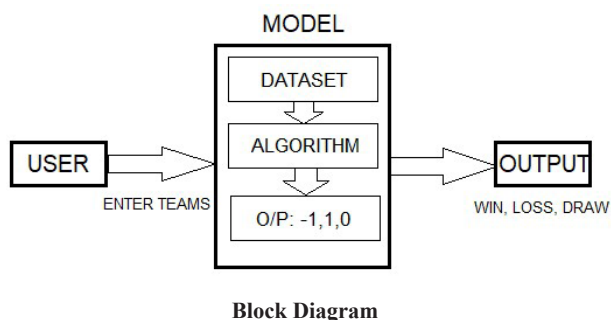 MODEL
DATASET
ALGORITHM
O/P: -1,1,0
USER
ENTER TEAMS
OUTPUT
WIN, LOSS, DRAW
Block Diagram